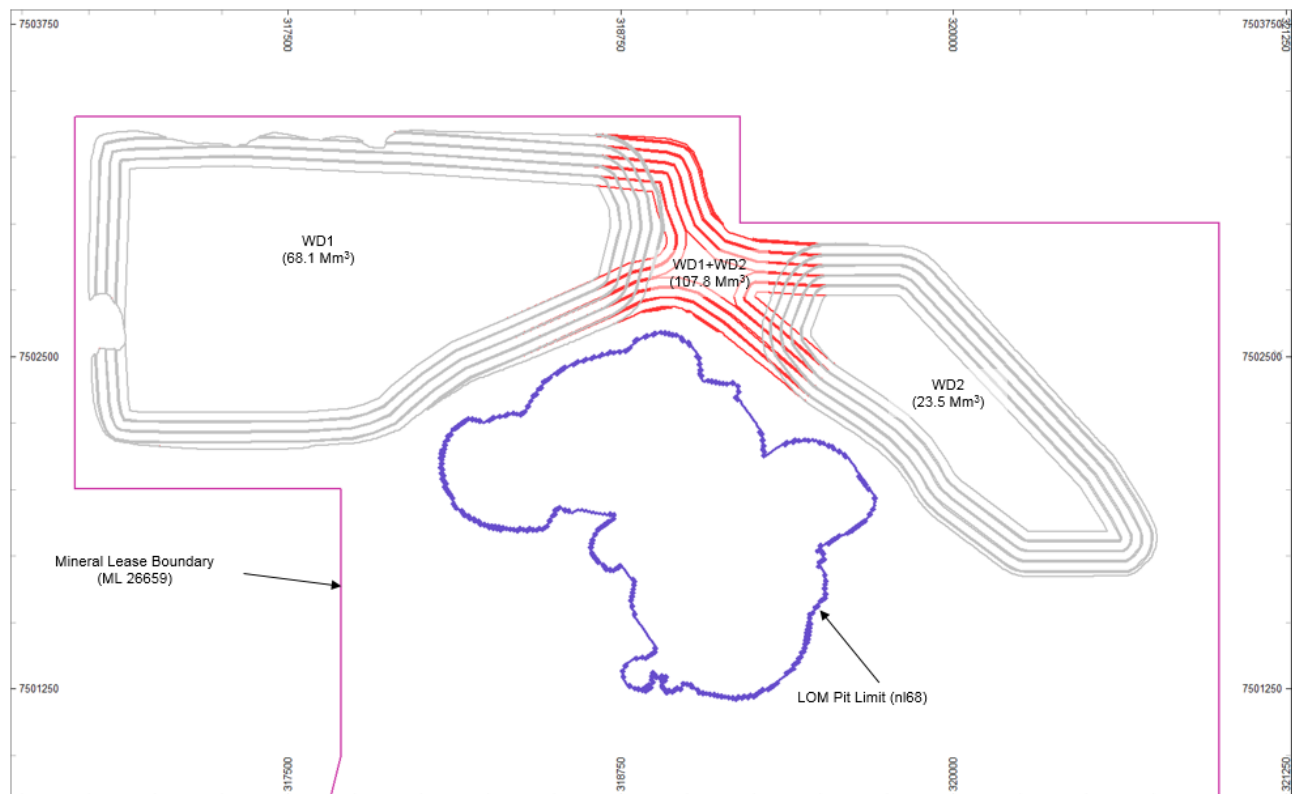 7503750
317500
318750
320000
7503750
321250
WD1
(68.1 Mm³)
WD1+WD2
(107.8 Mm³)
7502500
7502500
WD2
(23.5 Mm³)
Mineral Lease Boundary
(ML 26659)
7501250
7501250
LOM Pit Limit (nl68)
317500
318750
320000
321250